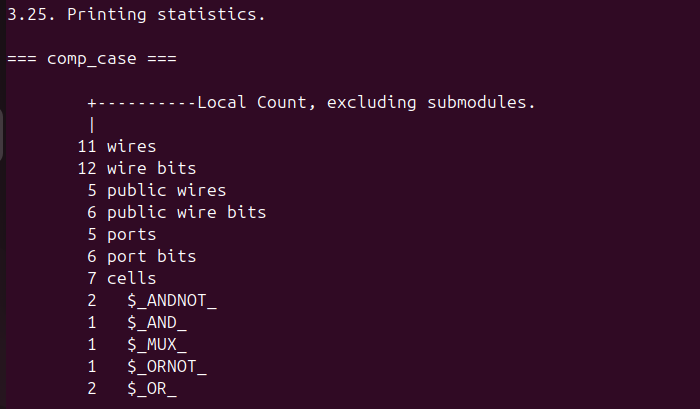 3.25. Printing statistics.
=== comp_case ===
+----------Local Count, excluding submodules.
|
11 wires
12 wire bits
5 public wires
6 public wire bits
5 ports
6 port bits
7 cells
2 $_ANDNOT_
1 $_AND_
1 $_MUX_
1 $_ORNOT_
2 $_OR_